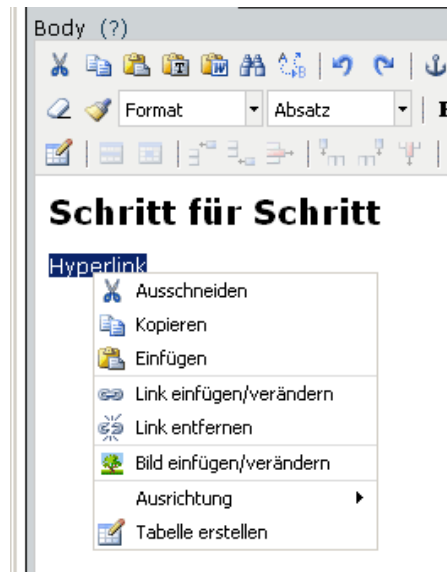 Body (?)
Format Absatz
Schritt für Schritt
Hyperlink
Ausschneiden
Kopieren
Einfügen
Link einfügen/verändern
Link entfernen
Bild einfügen/verändern
Ausrichtung
Tabelle erstellen